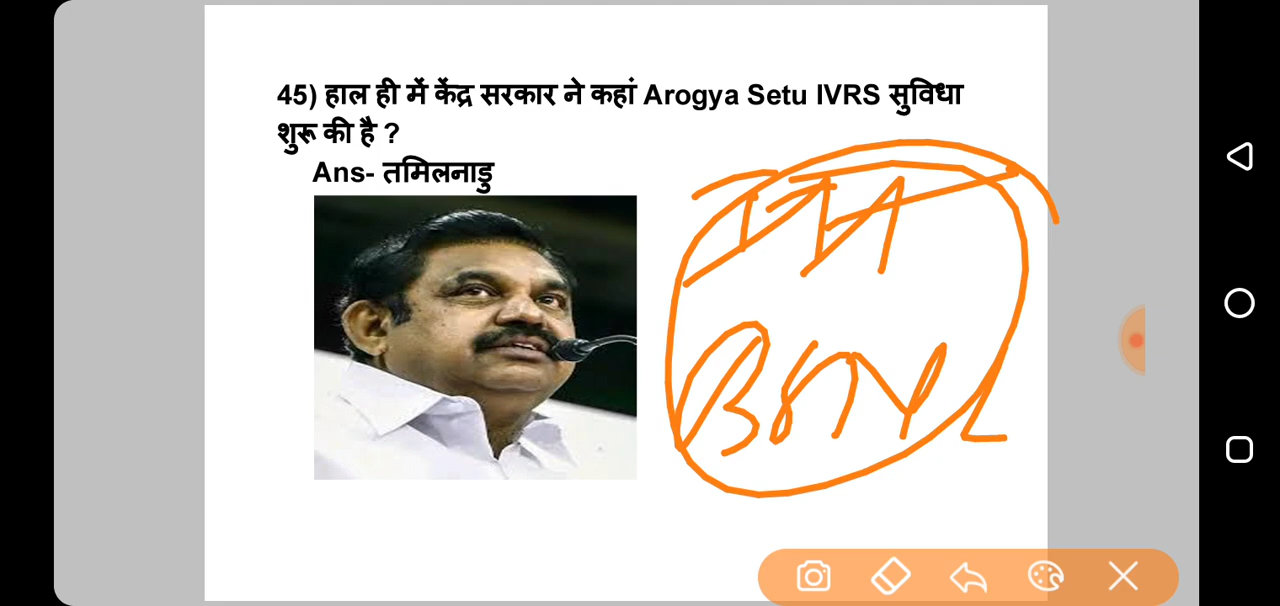 45) हाल ही में केंद्र सरकार ने कहां Arogya Setu IVRS सुविधा
शुरू की है ?
Ans- तमिलनाडु